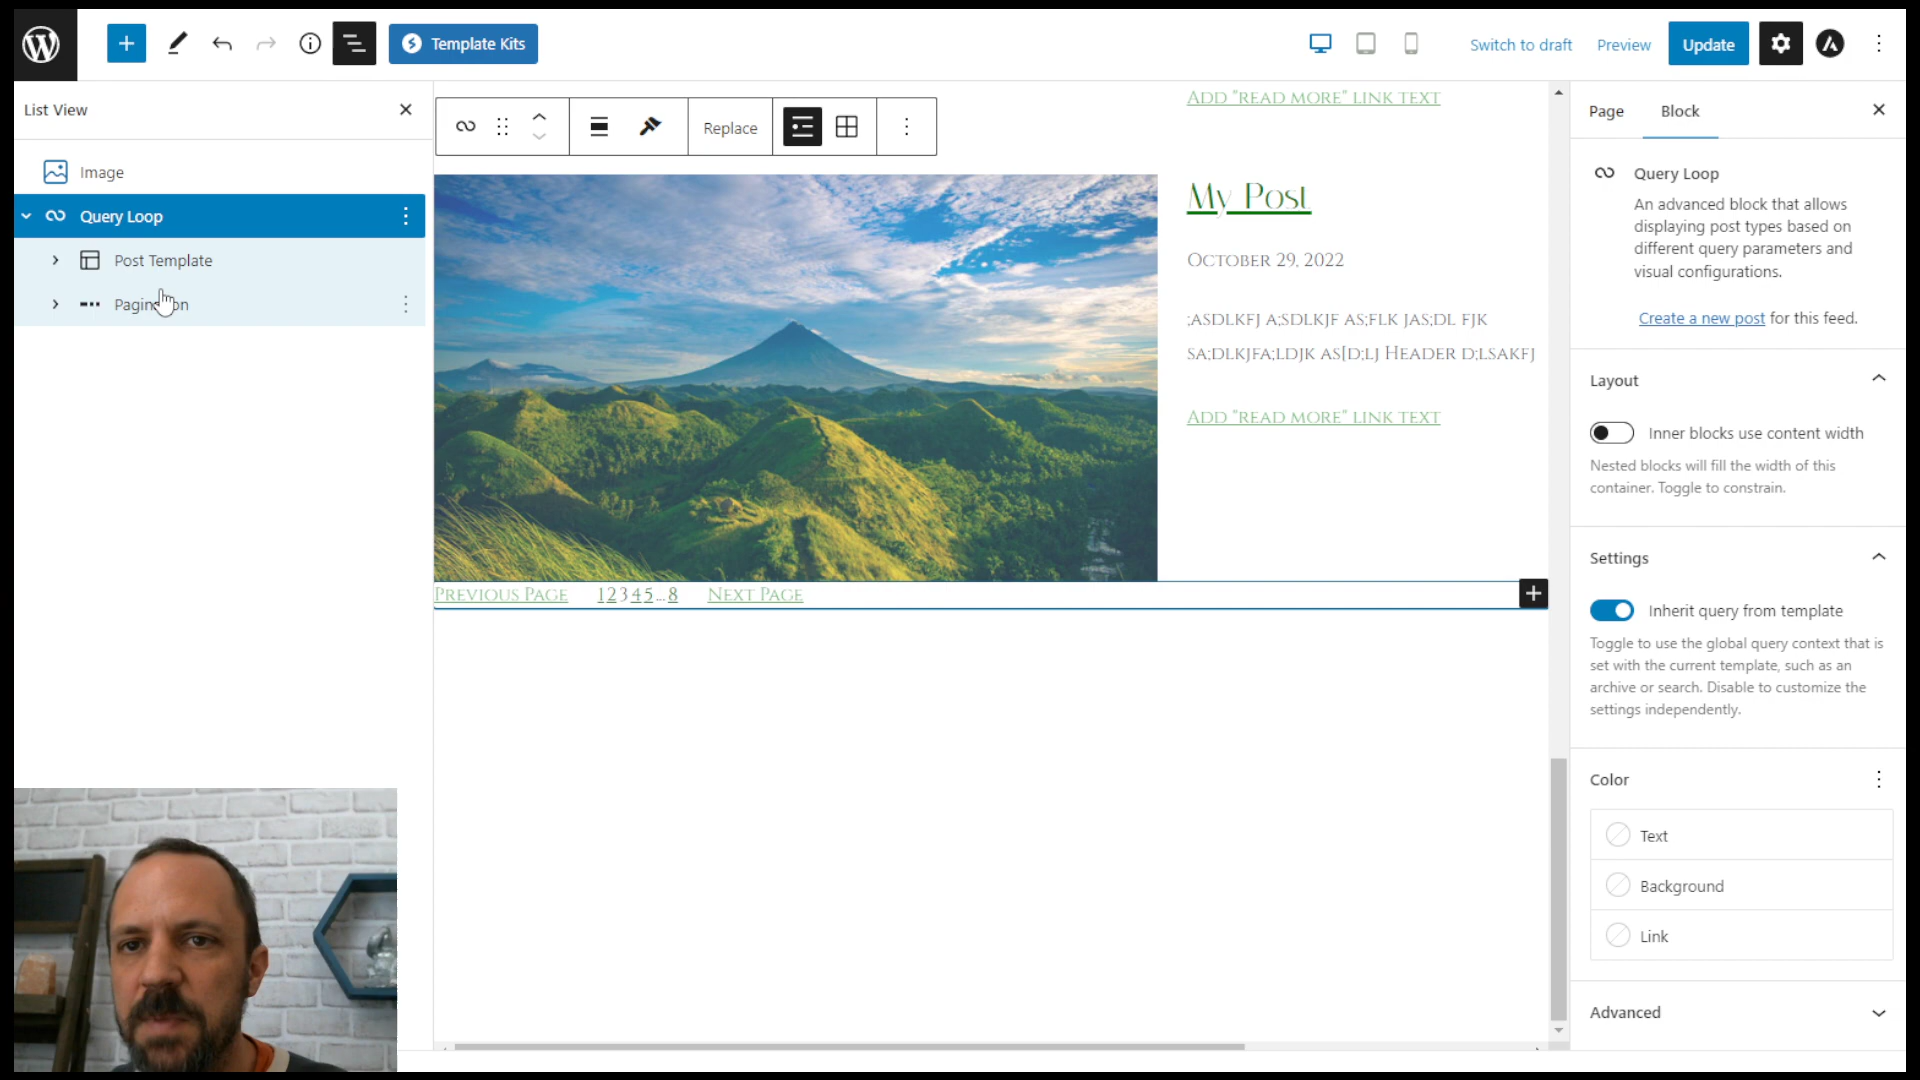 Template Kits
Switch to draft
Preview
Update
List View
Image
Query Loop
Post Template
Replace
Add "read more" link text
My Post
October 29, 2022
;ASDLKFJ A;SDLKJF AS;FLK JAS;DL FJK
SA;DLKJFA;LDJK AS[D;LJ HEADER D;LSAKFJ
Add "read more" link text
Previous Page 1 2 3 4 5 ... 8 Next Page
Page
Block
Query Loop
An advanced block that allows
displaying post types based on
different query parameters and
visual configurations.
Create a new post for this feed.
Layout
Inner blocks use content width
Nested blocks will fill the width of this
container. Toggle to constrain.
Settings
Inherit query from template
Toggle to use the global query context that is
set with the current template, such as an
archive or search. Disable to customize the
settings independently.
Color
Text
Background
Link
Advanced